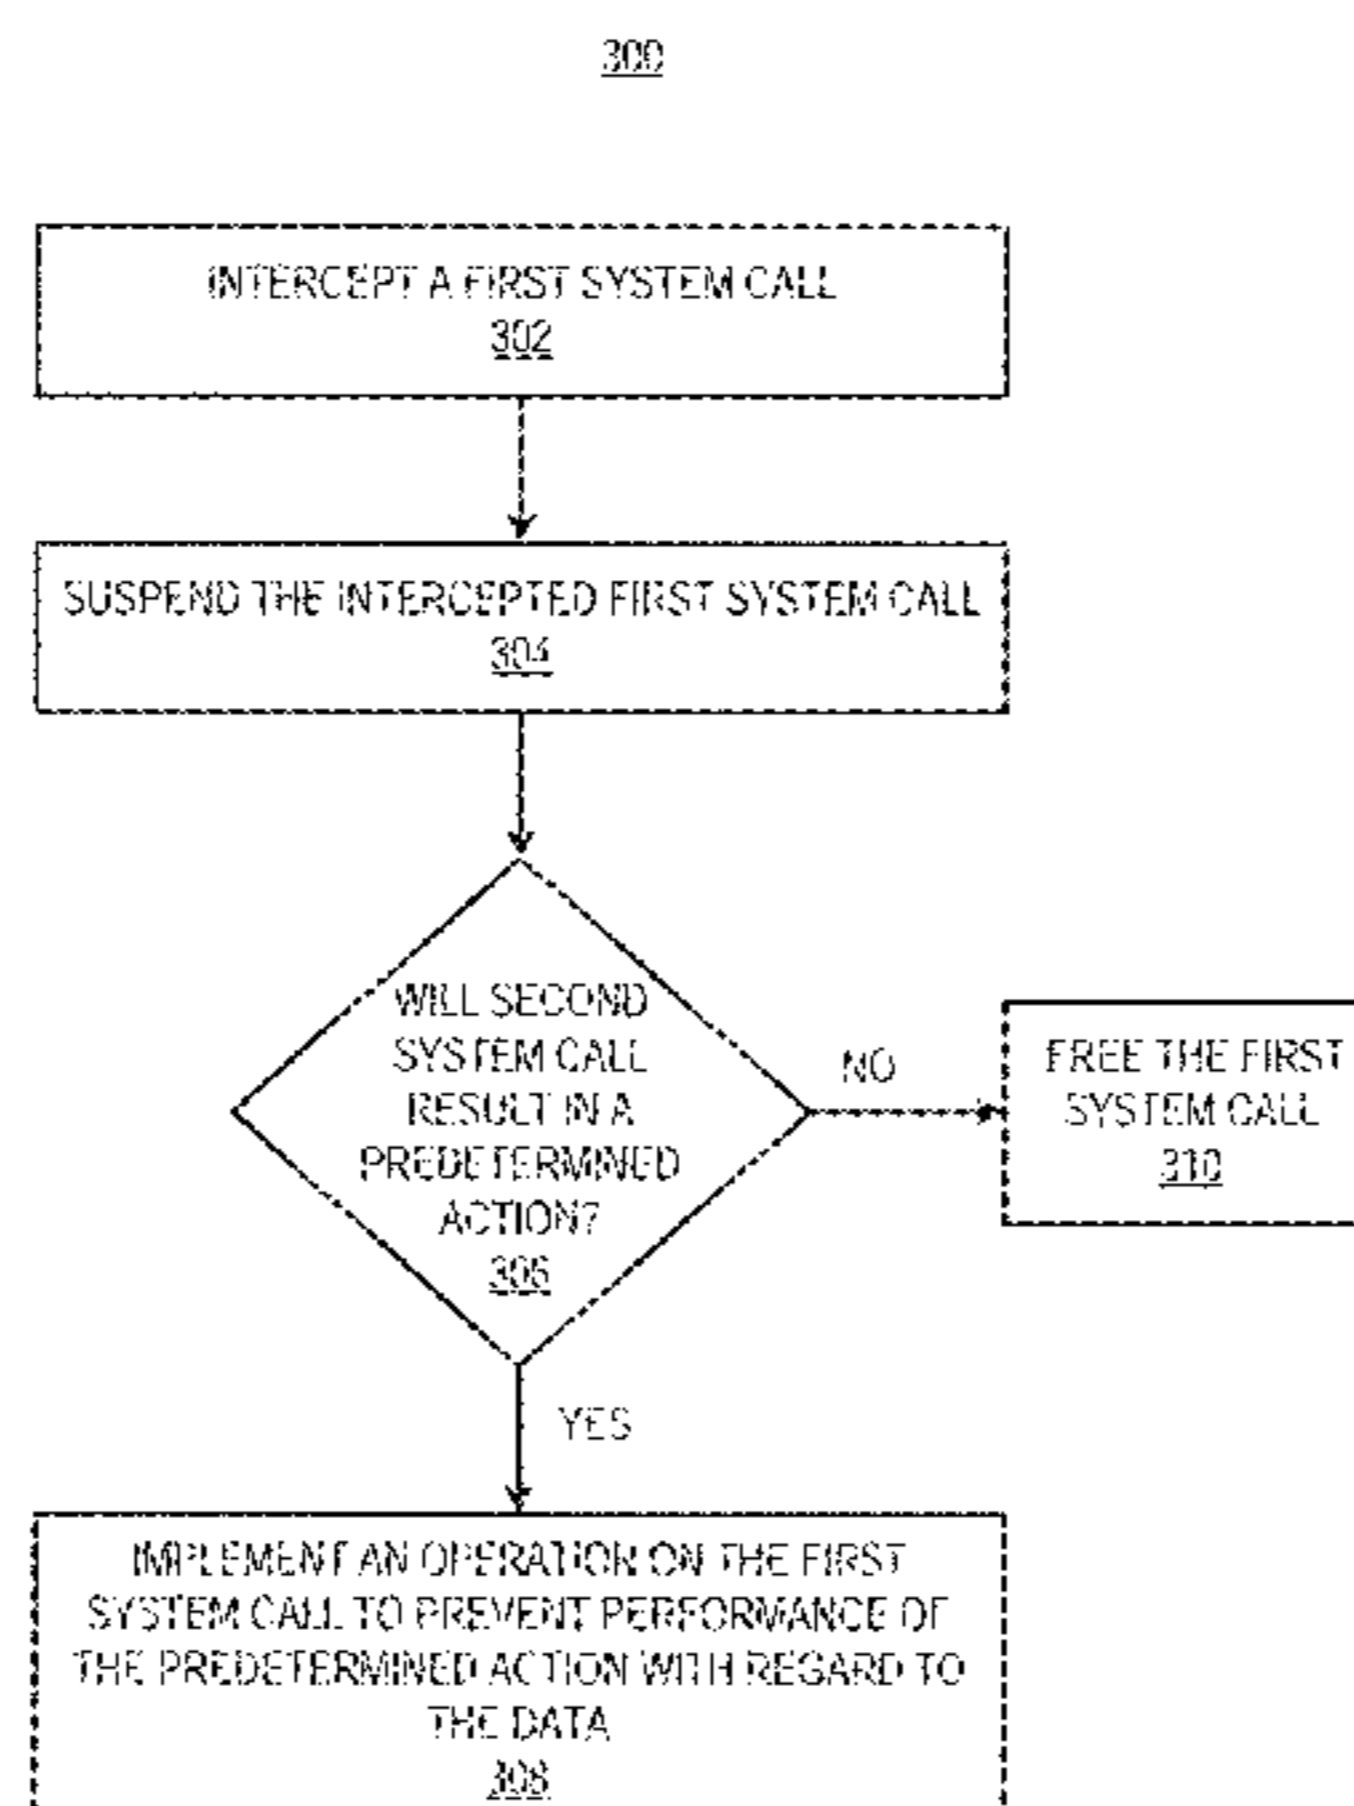 300
INTERCEPT A FIRST SYSTEM CALL
302
SUSPEND THE INTERCEPTED FIRST SYSTEM CALL
304
WILL SECOND
SYSTEM CALL
RESULT IN A
PREDETERMINED
ACTION?
306
NO
FREE THE FIRST
SYSTEM CALL
310
YES
IMPLEMENT AN OPERATION ON THE FIRST
SYSTEM CALL TO PREVENT PERFORMANCE OF
THE PREDETERMINED ACTION WITH REGARD TO
THE DATA
308